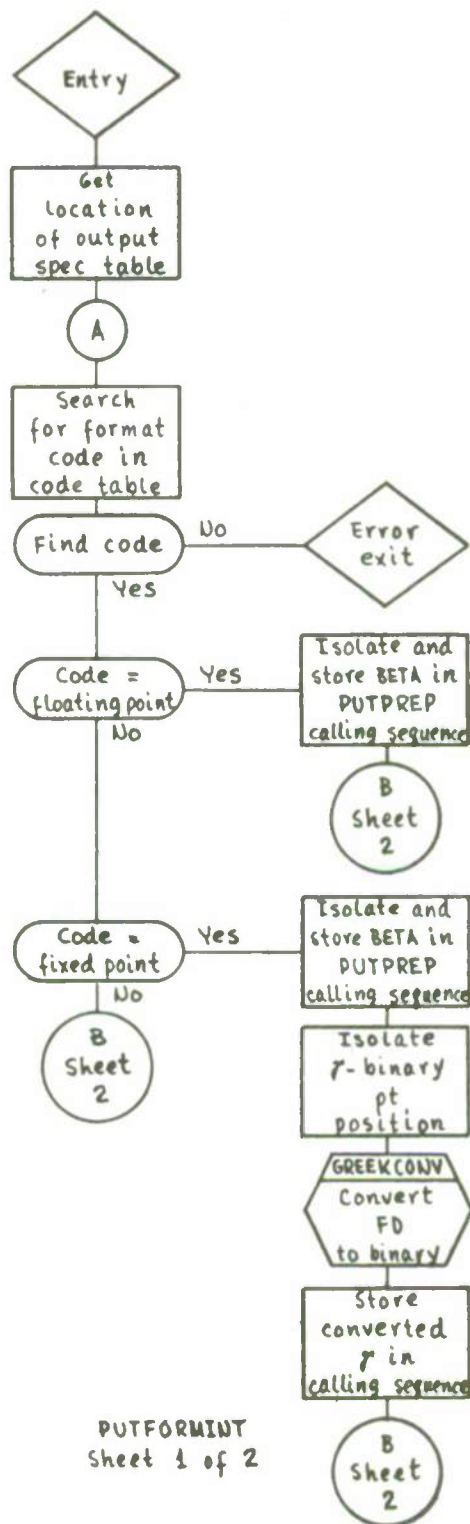 Entry
Get
location
of output
spec table
A
Search
for format
code in
code table
Find code
No
Error
exit
Yes
Code =
floating point
Yes
Isolate and
store BETA in
PUTPREP
calling sequence
No
B
Sheet
2
Code =
fixed point
Yes
Isolate and
store BETA in
PUTPREP
calling sequence
No
B
Sheet
2
Isolate
γ-binary
pt
position
GREEKCONV
Convert
FD
to binary
Store
converted
γ in
calling sequence
B
Sheet
2
PUTFORMINT
Sheet 1 of 2